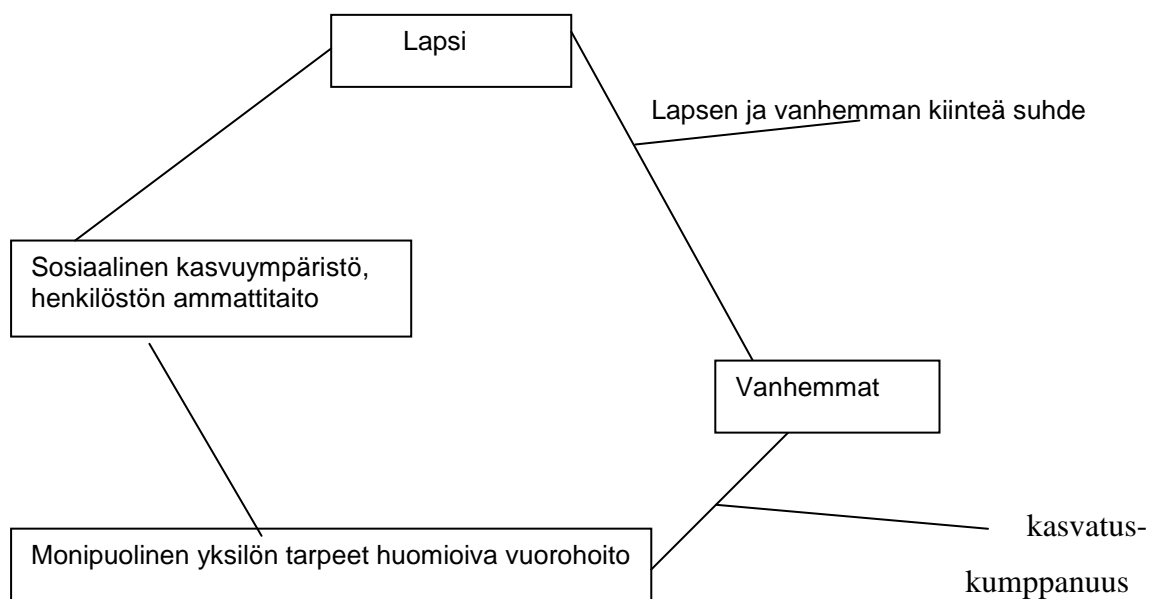 Lapsi
Lapsen ja vanhemman kiinteä suhde
Sosiaalinen kasvuympäristö,
henkilöstön ammattitaito
Vanhemmat
Monipuolinen yksilön tarpeet huomioiva vuorohoito
kasvatus-
kumppanuus